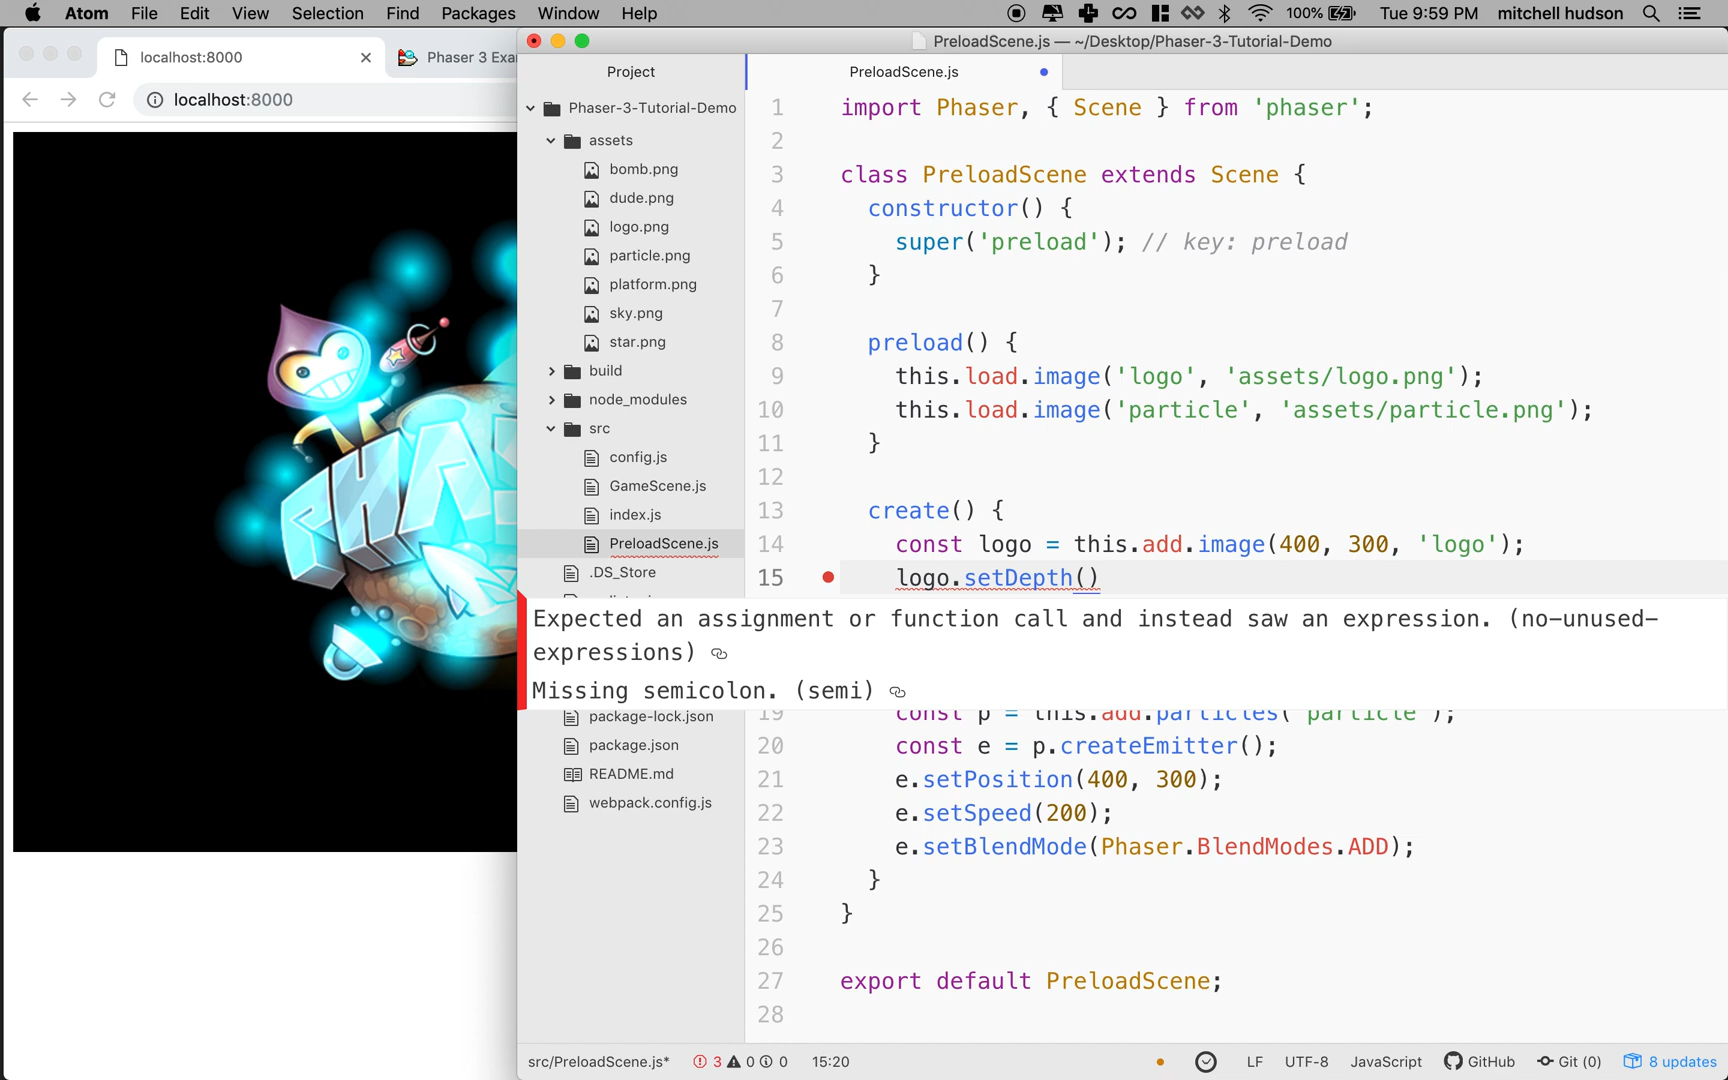 Atom File Edit View Selection Find Packages Window Help 100% Tue 9:59 PM mitchell hudson
localhost:8000
Phaser 3 Exa
localhost:8000
PreloadScene.js — ~/Desktop/Phaser-3-Tutorial-Demo
Project
Phaser-3-Tutorial-Demo
assets
bomb.png
dude.png
logo.png
particle.png
platform.png
sky.png
star.png
build
node_modules
src
config.js
GameScene.js
index.js
PreloadScene.js
.DS_Store
package-lock.json
package.json
README.md
webpack.config.js
PreloadScene.js
1 import Phaser, { Scene } from 'phaser';
2
3 class PreloadScene extends Scene {
4 constructor() {
5 super('preload'); // key: preload
6 }
7
8 preload() {
9 this.load.image('logo', 'assets/logo.png');
10 this.load.image('particle', 'assets/particle.png');
11 }
12
13 create() {
14 const logo = this.add.image(400, 300, 'logo');
15 logo.setDepth()
Expected an assignment or function call and instead saw an expression. (no-unused-
expressions)
Missing semicolon. (semi)
19 const p = this.add.particles('particle');
20 const e = p.createEmitter();
21 e.setPosition(400, 300);
22 e.setSpeed(200);
23 e.setBlendMode(Phaser.BlendModes.ADD);
24 }
25 }
26
27 export default PreloadScene;
28
src/PreloadScene.js* 3 0 0 15:20 LF UTF-8 JavaScript GitHub Git (0) 8 updates